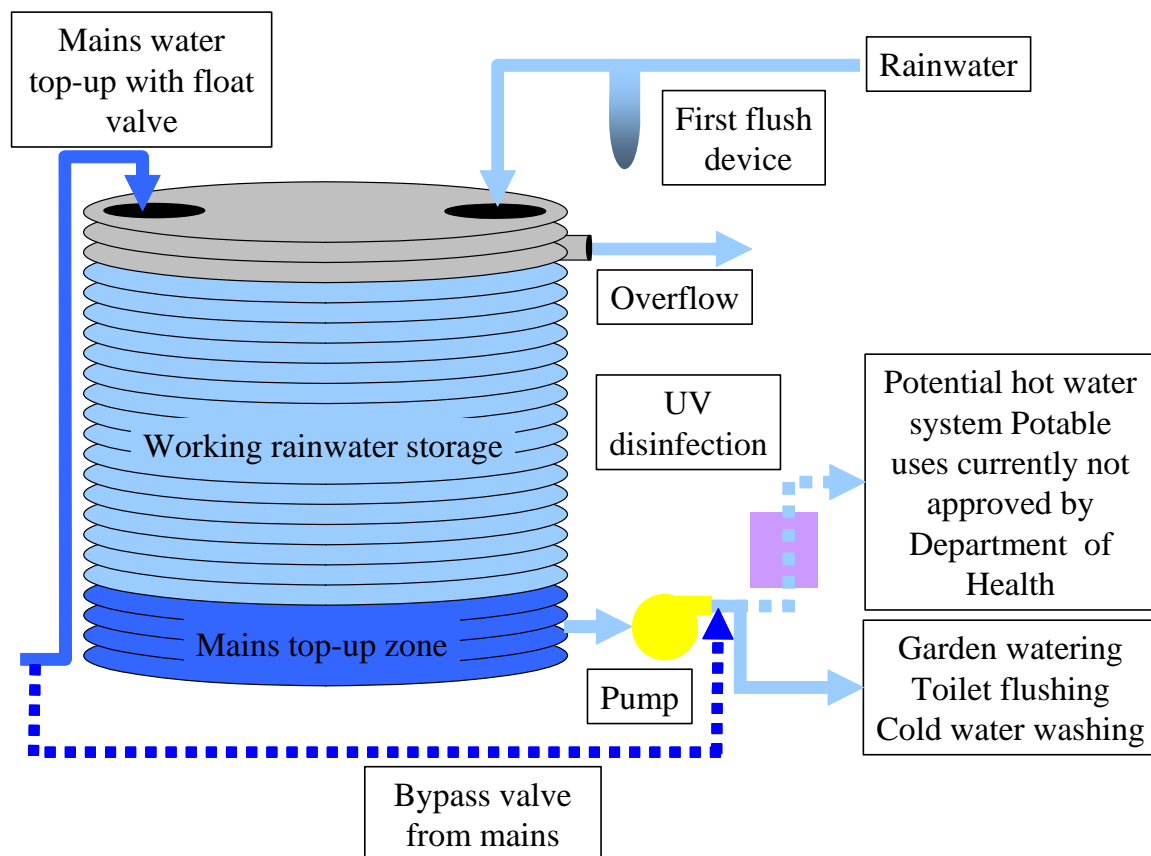 Mains water
top-up with float
valve
Rainwater
First flush
device
Overflow
Working rainwater storage
UV
disinfection
Potential hot water
system Potable
uses currently not
approved by
Department of
Health
Mains top-up zone
Pump
Garden watering
Toilet flushing
Cold water washing
Bypass valve
from mains